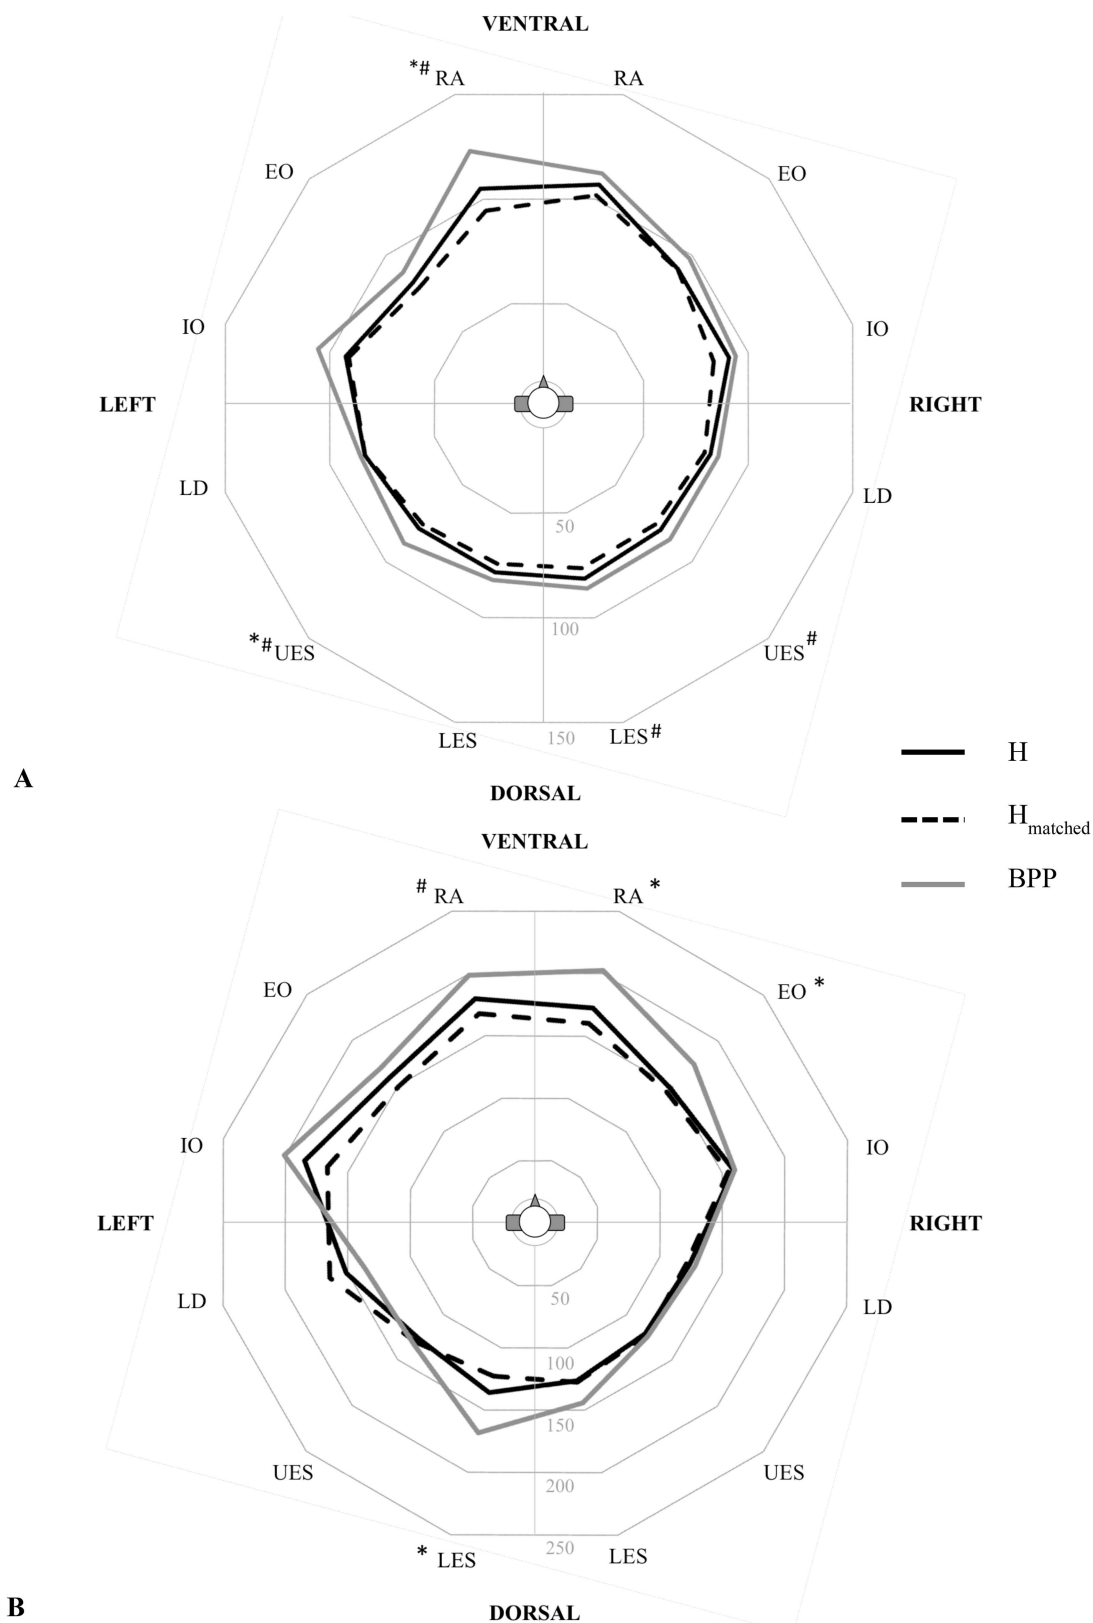 VENTRAL
*# RA
RA
EO
EO
IO
IO
LEFT
RIGHT
LD
LD
50
*#UES
UES#
100
LES
LES#
150
DORSAL
A
H
H matched
BPP
VENTRAL
# RA
RA *
EO
EO *
IO
IO
LEFT
RIGHT
LD
LD
50
100
150
UES
UES
200
250
* LES
LES
DORSAL
B